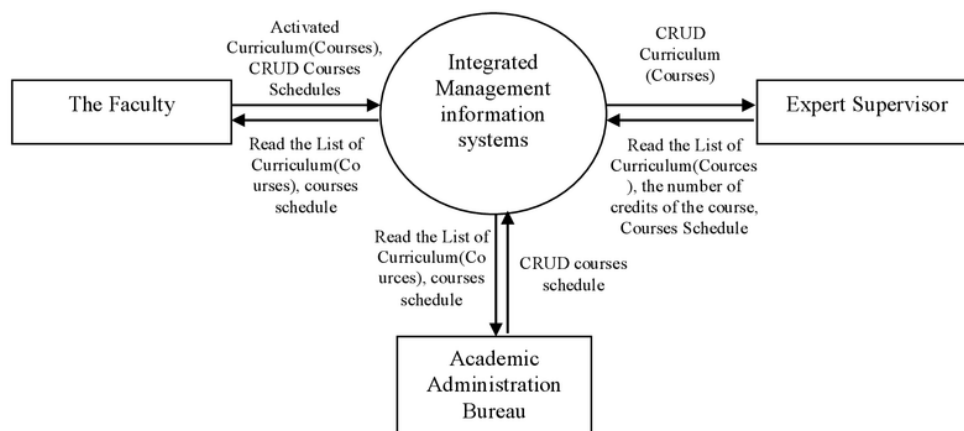 Activated
Curriculum(Courses),
CRUD Courses
Schedules
The Faculty
Read the List of
Curriculum(Co
urses), courses
schedule
Integrated
Management
information
systems
CRUD
Curriculum
(Courses)
Expert Supervisor
Read the List of
Curriculum(Cources
), the number of
credits of the course,
Courses Schedule
Read the List of
Curriculum(Co
urces), courses
schedule
CRUD courses
schedule
Academic
Administration
Bureau